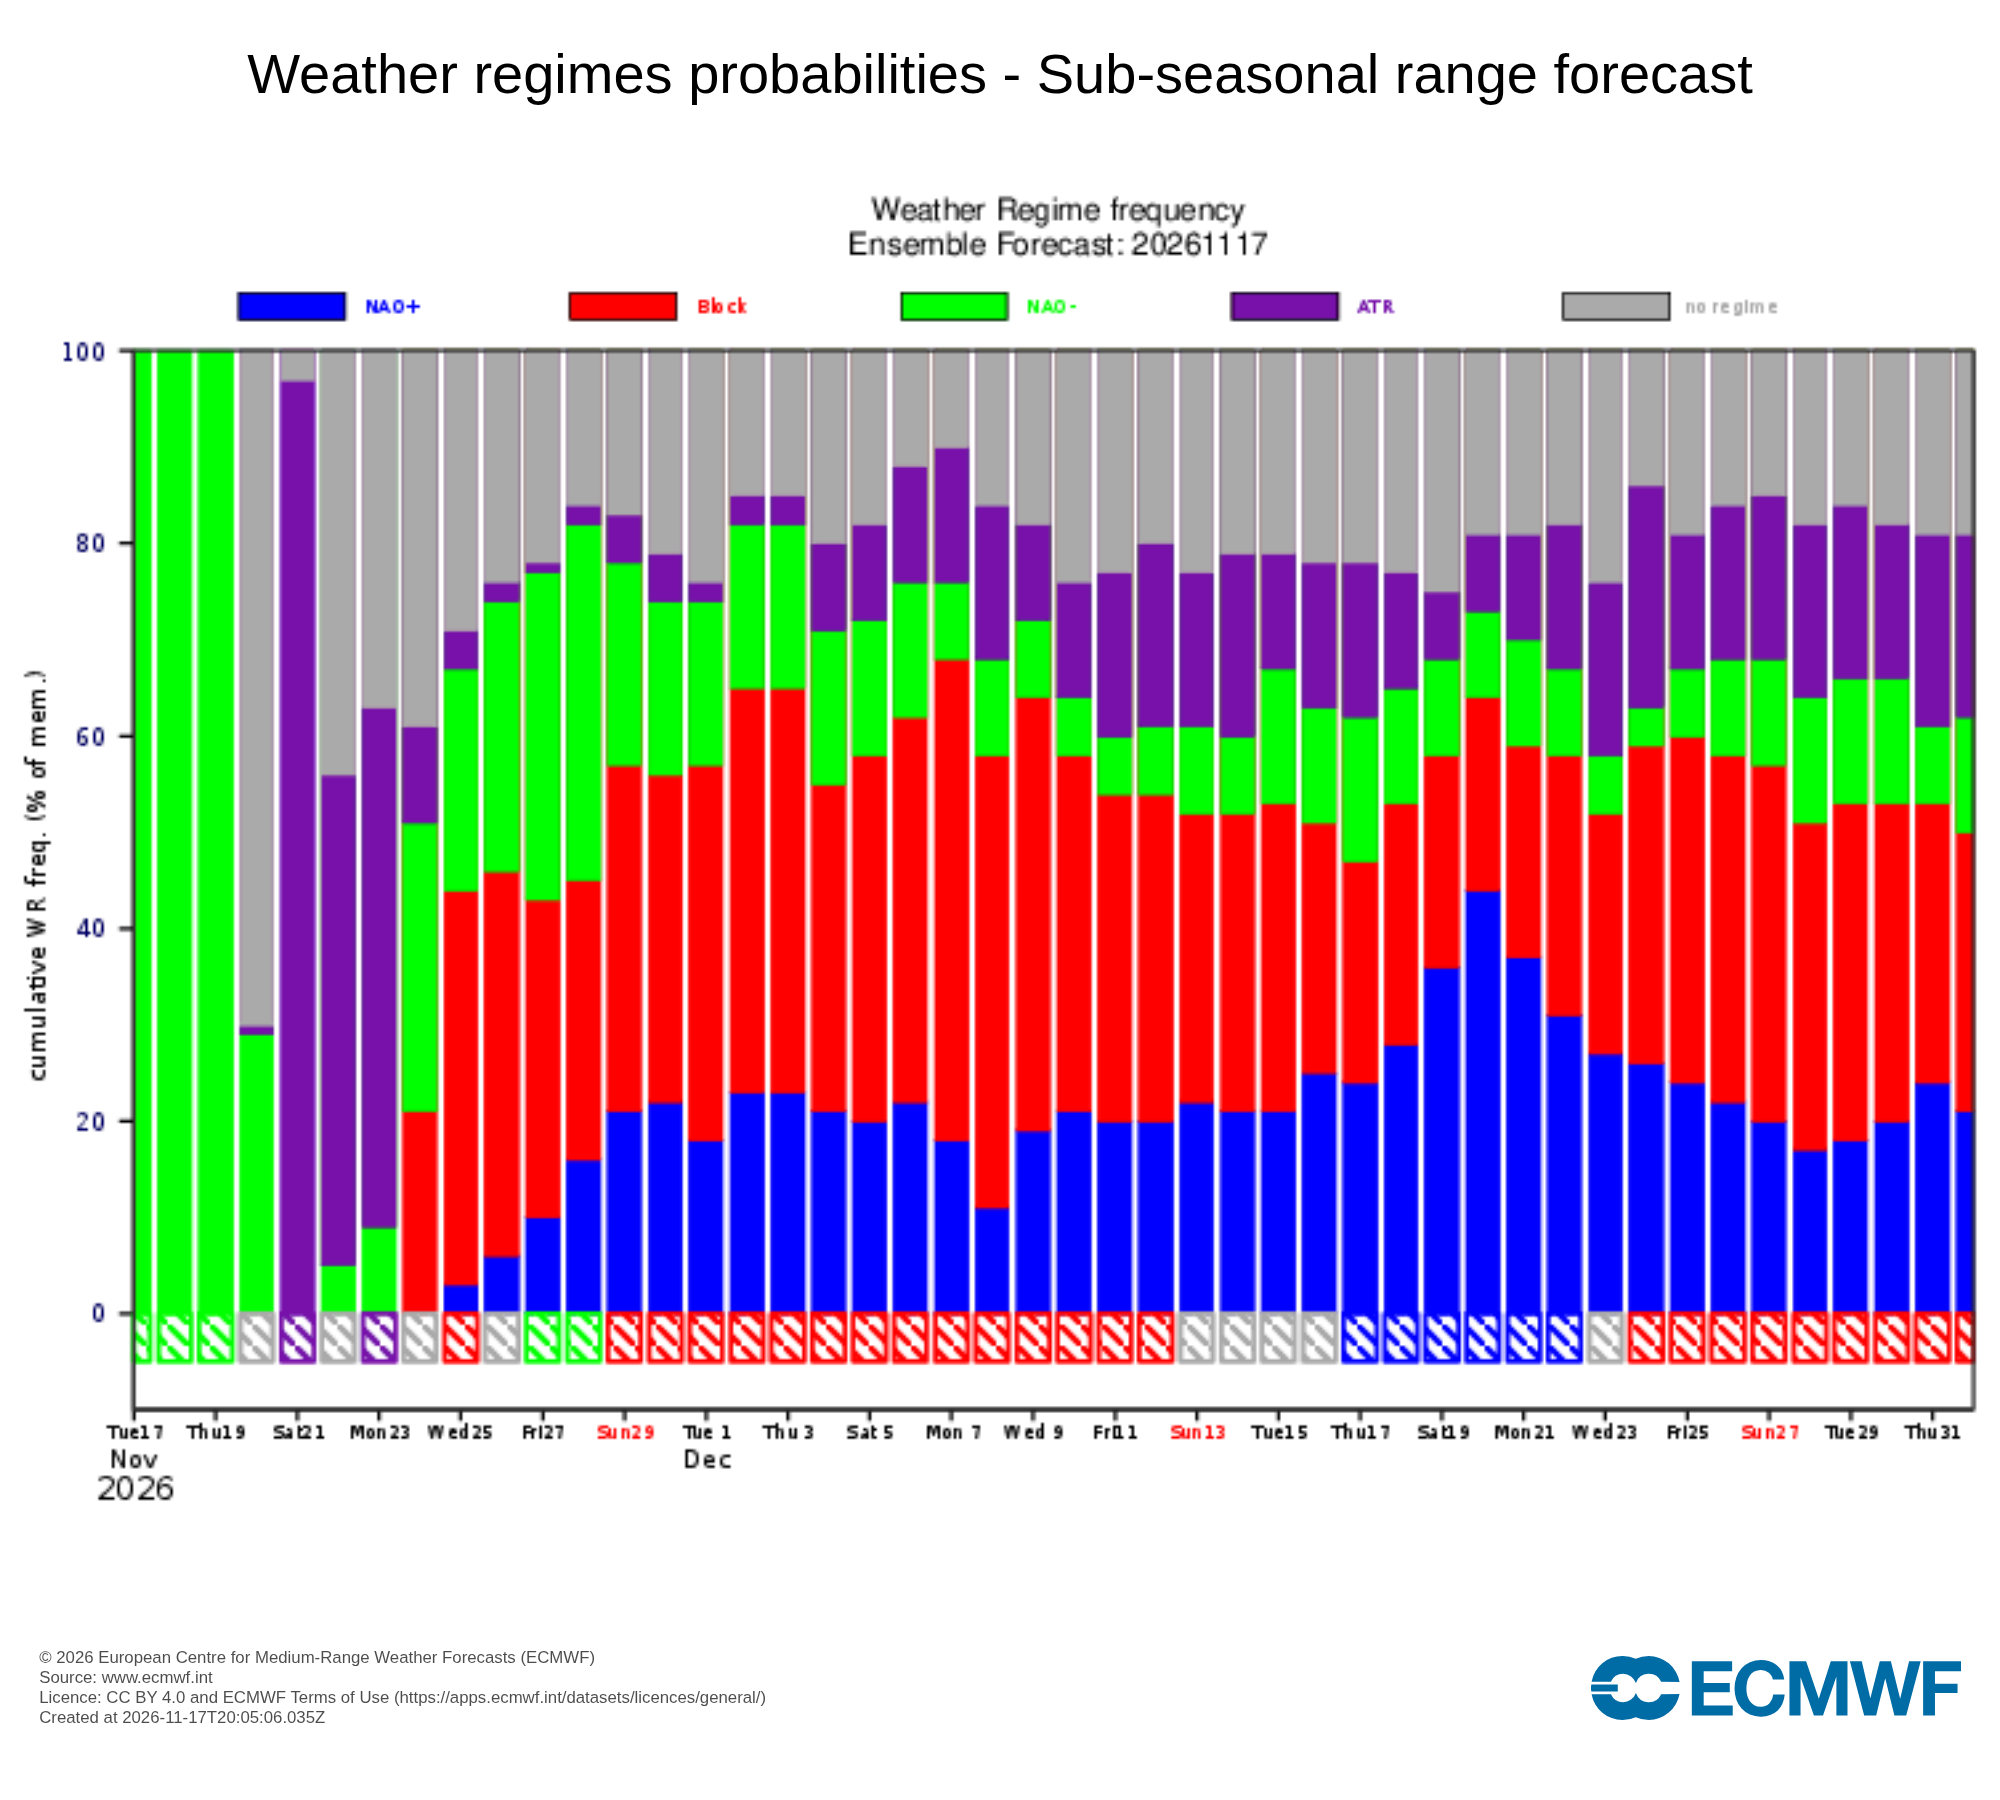 Weather regimes probabilities - Sub-seasonal range forecast
Weather Regime frequency
Ensemble Forecast: 20261117
NAO+ Block NAO- ATR no regime
cumulative WR freq. (% of mem.)
100
80
60
40
20
0
Tue17 Thu19 Sat21 Mon23 Wed25 Fri27 Sun29 Tue 1 Thu 3 Sat 5 Mon 7 Wed 9 Fri11 Sun13 Tue15 Thu17 Sat19 Mon21 Wed23 Fri25 Sun27 Tue29 Thu31
Nov Dec
2026
© 2026 European Centre for Medium-Range Weather Forecasts (ECMWF)
Source: www.ecmwf.int
Licence: CC BY 4.0 and ECMWF Terms of Use (https://apps.ecmwf.int/datasets/licences/general/)
Created at 2026-11-17T20:05:06.035Z
ECMWF